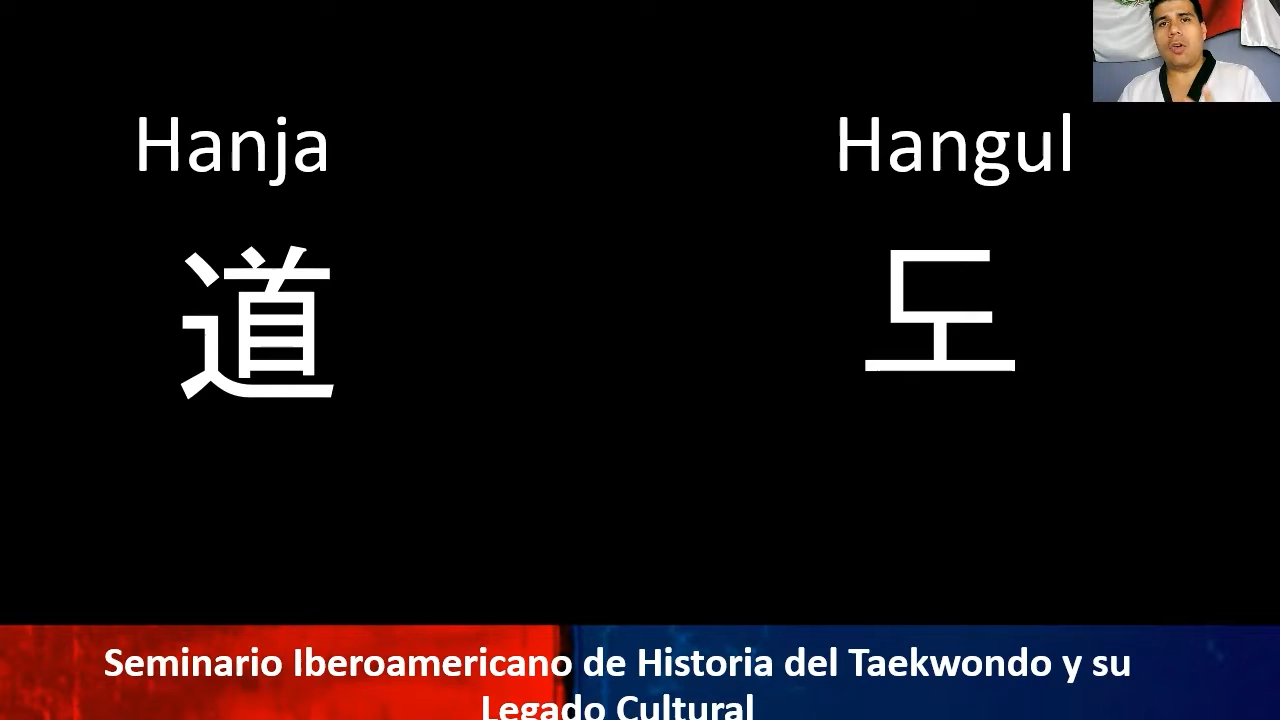 Hanja
Hangul
道
도
Seminario Iberoamericano de Historia del Taekwondo y su
Legado Cultural